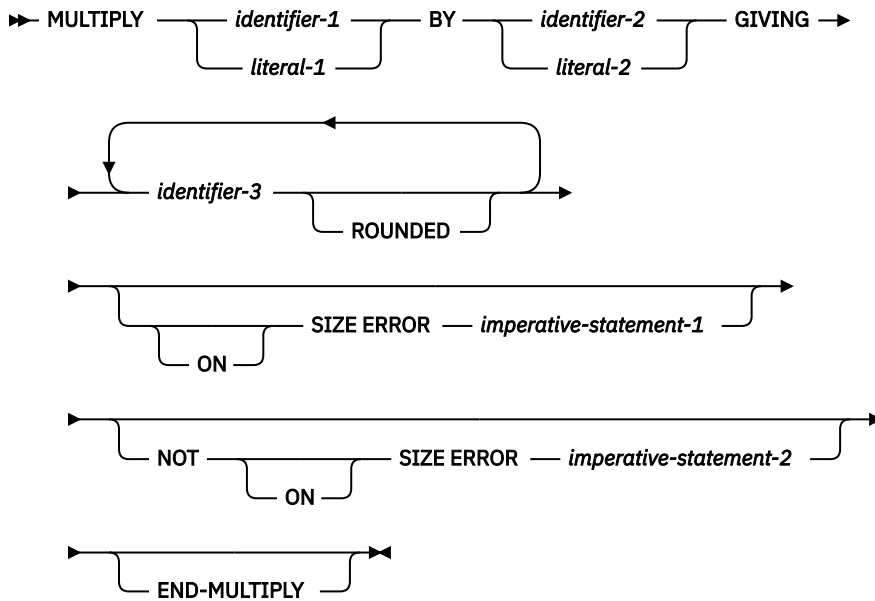 MULTIPLY identifier-1 BY identifier-2 GIVING
literal-1 literal-2
identifier-3
ROUNDED
SIZE ERROR imperative-statement-1
ON
NOT SIZE ERROR imperative-statement-2
ON
END-MULTIPLY